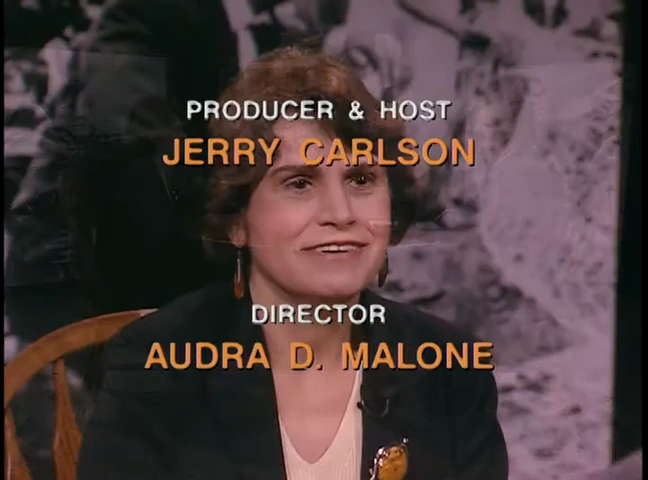 PRODUCER & HOST
JERRY CARLSON
DIRECTOR
AUDRA D. MALONE